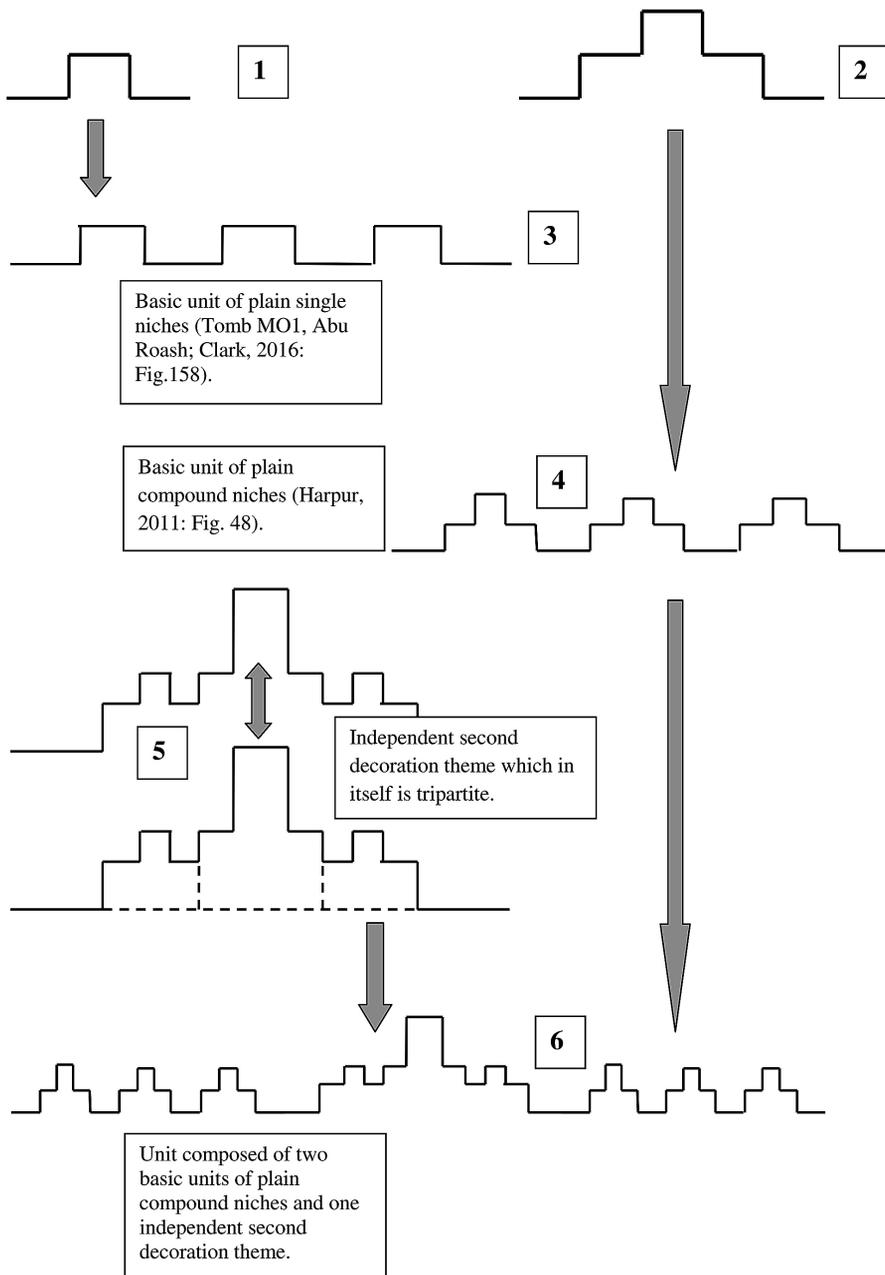 1
2
3
Basic unit of plain single
niches (Tomb MO1, Abu
Roash; Clark, 2016:
Fig.158).
Basic unit of plain
compound niches (Harpur,
2011: Fig. 48).
4
5
Independent second
decoration theme which in
itself is tripartite.
6
Unit composed of two
basic units of plain
compound niches and one
independent second
decoration theme.